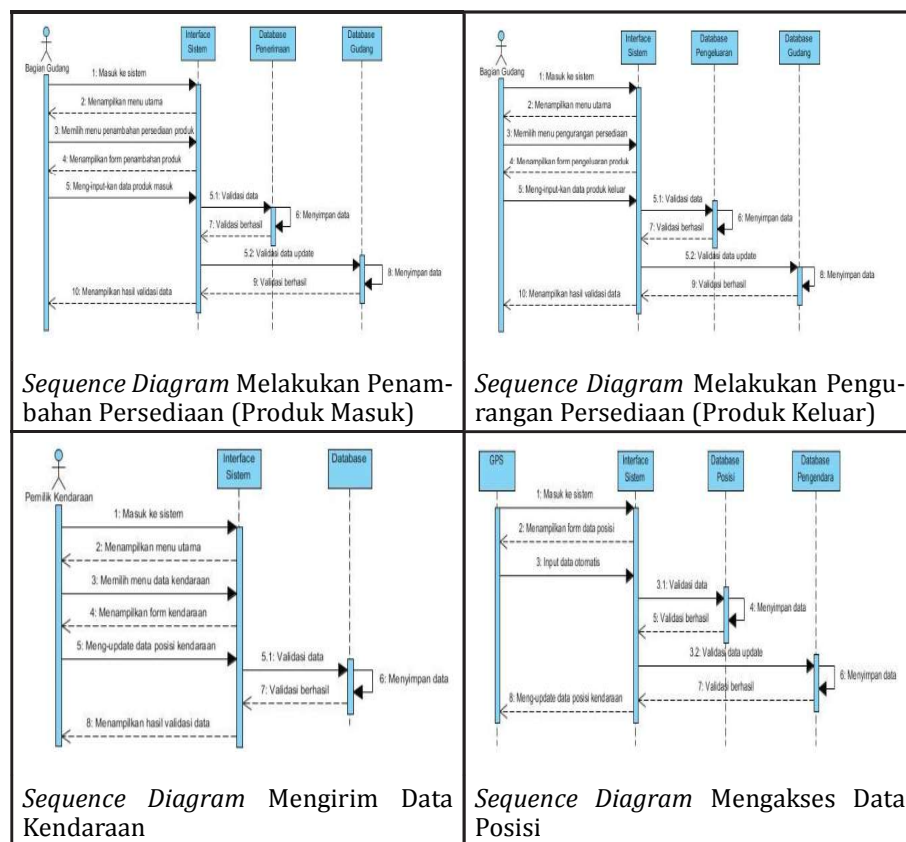 Interface
Sistem
Database
Penerimaan
Database
Gudang
Bagian Gudang
1: Masuk ke sistem
2: Menampilkan menu utama
3: Memilih menu penambahan persediaan produk
4: Menampilkan form penambahan produk
5: Meng-input-kan data produk masuk
5.1: Validasi data
6: Menyimpan data
7: Validasi berhasil
5.2: Validasi data update
8: Menyimpan data
9: Validasi berhasil
10: Menampilkan hasil validasi data
Sequence Diagram Melakukan Penam-
bahan Persediaan (Produk Masuk)
Interface
Sistem
Database
Pengeluaran
Database
Gudang
Bagian Gudang
1: Masuk ke sistem
2: Menampilkan menu utama
3: Memilih menu pengurangan persediaan
4: Menampilkan form pengeluaran produk
5: Meng-input-kan data produk keluar
5.1: Validasi data
6: Menyimpan data
7: Validasi berhasil
5.2: Validasi data update
8: Menyimpan data
9: Validasi berhasil
10: Menampilkan hasil validasi data
Sequence Diagram Melakukan Pengu-
rangan Persediaan (Produk Keluar)
Interface
Sistem
Database
Pemilik Kendaraan
1: Masuk ke sistem
2: Menampilkan menu utama
3: Memilih menu data kendaraan
4: Menampilkan form kendaraan
5: Meng-update data posisi kendaraan
5.1: Validasi data
6: Menyimpan data
7: Validasi berhasil
8: Menampilkan hasil validasi data
Sequence Diagram Mengirim Data
Kendaraan
GPS
Interface
Sistem
Database
Posisi
Database
Pengendara
1: Masuk ke sistem
2: Menampilkan form data posisi
3: Input data otomatis
3.1: Validasi data
4: Menyimpan data
5: Validasi berhasil
3.2: Validasi data update
6: Menyimpan data
7: Validasi berhasil
8: Meng-update data posisi kendaraan
Sequence Diagram Mengakses Data
Posisi